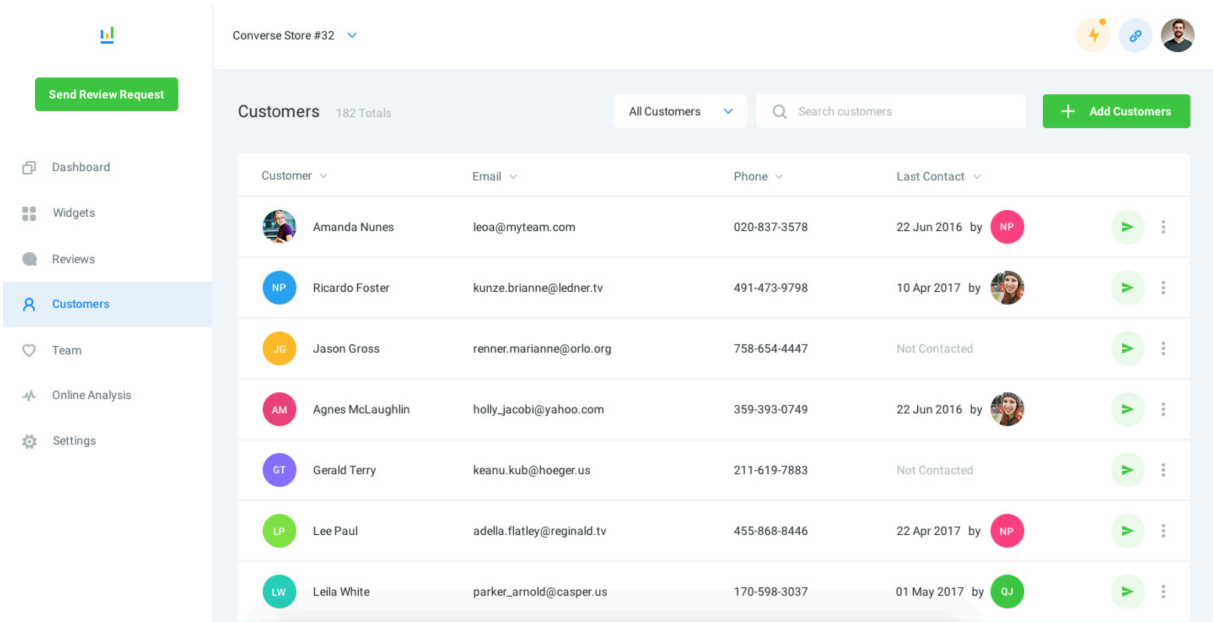 Converse Store #32
Send Review Request
Dashboard
Widgets
Reviews
Customers
Team
Online Analysis
Settings
Customers 182 Totals All Customers Search customers Add Customers
Customer Email Phone Last Contact
Amanda Nunes leoa@myteam.com 020-837-3578 22 Jun 2016 by NP
NP Ricardo Foster kunze.brianne@ledner.tv 491-473-9798 10 Apr 2017 by
JG Jason Gross renner.marianne@orlo.org 758-654-4447 Not Contacted
AM Agnes McLaughlin holly_jacobi@yahoo.com 359-393-0749 22 Jun 2016 by
GT Gerald Terry keanu.kub@hoeger.us 211-619-7883 Not Contacted
LP Lee Paul adella.flatley@reginald.tv 455-868-8446 22 Apr 2017 by NP
LW Leila White parker_arnold@casper.us 170-598-3037 01 May 2017 by QJ